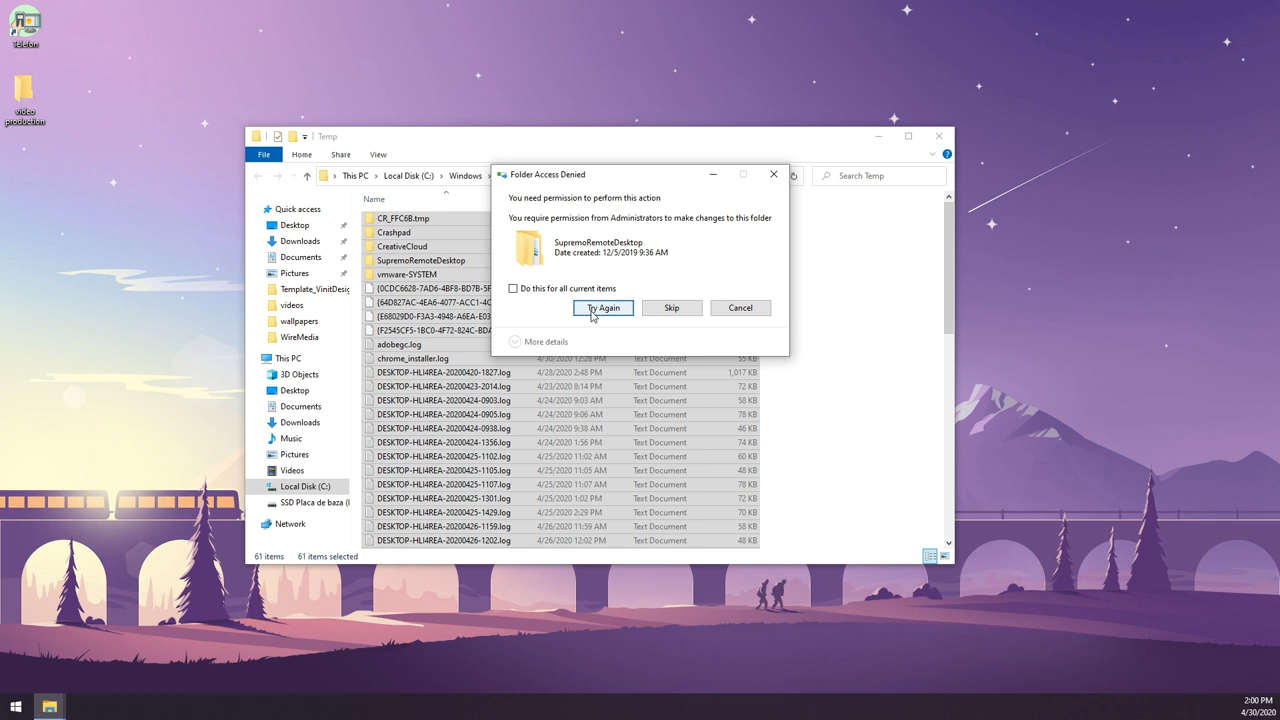 Telefon
video
production
Temp
File
Home
Share
View
This PC
Local Disk (C:)
Windows
Search Temp
Quick access
Desktop
Downloads
Documents
Pictures
Template_VinitDesig
videos
wallpapers
WireMedia
This PC
3D Objects
Desktop
Documents
Downloads
Music
Pictures
Videos
Local Disk (C:)
SSD Placa de baza (
Network
Name
CR_FFC6B.tmp
Crashpad
CreativeCloud
SupremoRemoteDesktop
vmware-SYSTEM
{0CDC6628-7AD6-4BF8-BD7B-5F
{64D827AC-4EA6-4077-ACC1-4C
{E68029D0-F3A3-4948-A6EA-E03
{F2545CF5-1BC0-4F72-824C-BDA
adobegc.log
chrome_installer.log 4/30/2020 12:28 PM Text Document 55 KB
DESKTOP-HLI4REA-20200420-1827.log 4/28/2020 2:48 PM Text Document 1,017 KB
DESKTOP-HLI4REA-20200423-2014.log 4/23/2020 8:14 PM Text Document 72 KB
DESKTOP-HLI4REA-20200424-0903.log 4/24/2020 9:03 AM Text Document 58 KB
DESKTOP-HLI4REA-20200424-0905.log 4/24/2020 9:06 AM Text Document 78 KB
DESKTOP-HLI4REA-20200424-0938.log 4/24/2020 9:38 AM Text Document 46 KB
DESKTOP-HLI4REA-20200424-1356.log 4/24/2020 1:56 PM Text Document 74 KB
DESKTOP-HLI4REA-20200425-1102.log 4/25/2020 11:02 AM Text Document 60 KB
DESKTOP-HLI4REA-20200425-1105.log 4/25/2020 11:05 AM Text Document 48 KB
DESKTOP-HLI4REA-20200425-1107.log 4/25/2020 11:07 AM Text Document 78 KB
DESKTOP-HLI4REA-20200425-1301.log 4/25/2020 1:02 PM Text Document 72 KB
DESKTOP-HLI4REA-20200425-1429.log 4/25/2020 2:29 PM Text Document 70 KB
DESKTOP-HLI4REA-20200426-1159.log 4/26/2020 11:59 AM Text Document 58 KB
DESKTOP-HLI4REA-20200426-1202.log 4/26/2020 12:02 PM Text Document 48 KB
61 items 61 items selected
Folder Access Denied
You need permission to perform this action
You require permission from Administrators to make changes to this folder
SupremoRemoteDesktop
Date created: 12/5/2019 9:36 AM
Do this for all current items
Try Again
Skip
Cancel
More details
2:00 PM
4/30/2020